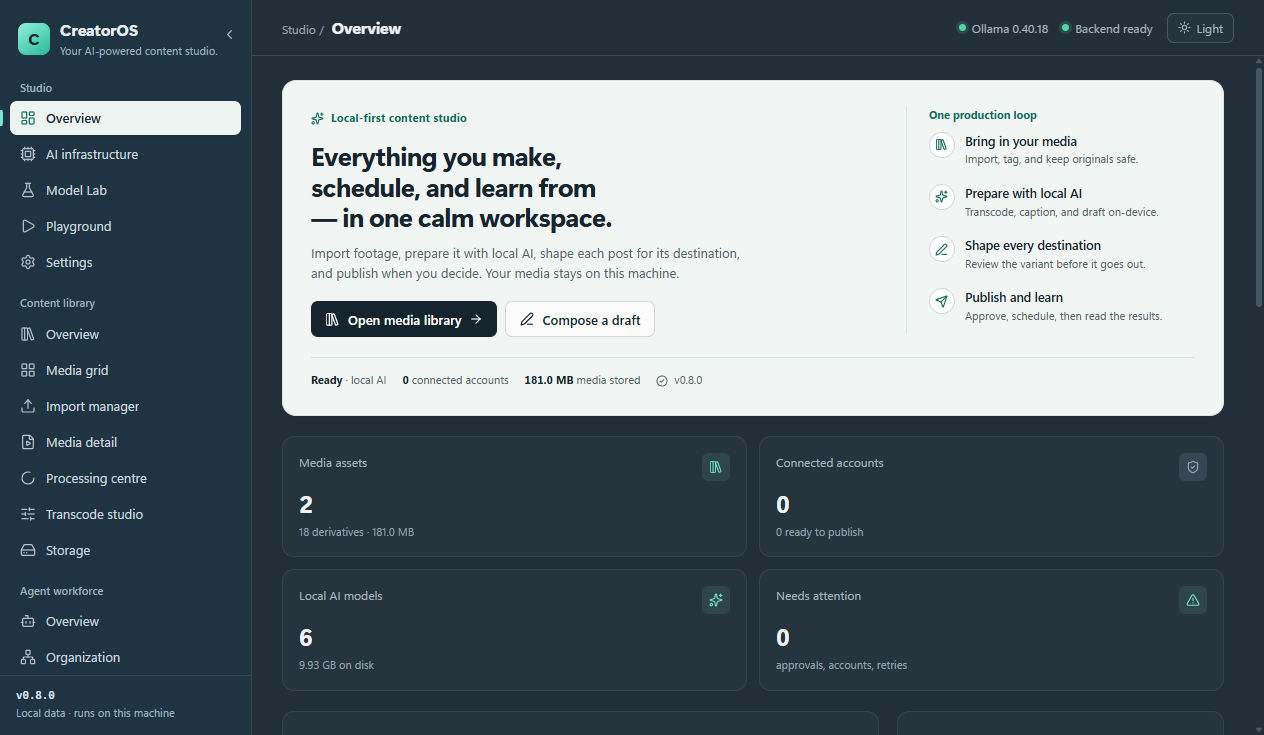 C
CreatorOS
Your AI-powered content studio.
Studio
Overview
AI infrastructure
Model Lab
Playground
Settings
Content library
Overview
Media grid
Import manager
Media detail
Processing centre
Transcode studio
Storage
Agent workforce
Overview
Organization
v0.8.0
Local data · runs on this machine
Studio / Overview
Ollama 0.40.18
Backend ready
Light
Local-first content studio
Everything you make,
schedule, and learn from
— in one calm workspace.
Import footage, prepare it with local AI, shape each post for its destination,
and publish when you decide. Your media stays on this machine.
Open media library
Compose a draft
One production loop
Bring in your media
Import, tag, and keep originals safe.
Prepare with local AI
Transcode, caption, and draft on-device.
Shape every destination
Review the variant before it goes out.
Publish and learn
Approve, schedule, then read the results.
Ready · local AI
0 connected accounts
181.0 MB media stored
v0.8.0
Media assets
2
18 derivatives · 181.0 MB
Connected accounts
0
0 ready to publish
Local AI models
6
9.93 GB on disk
Needs attention
0
approvals, accounts, retries